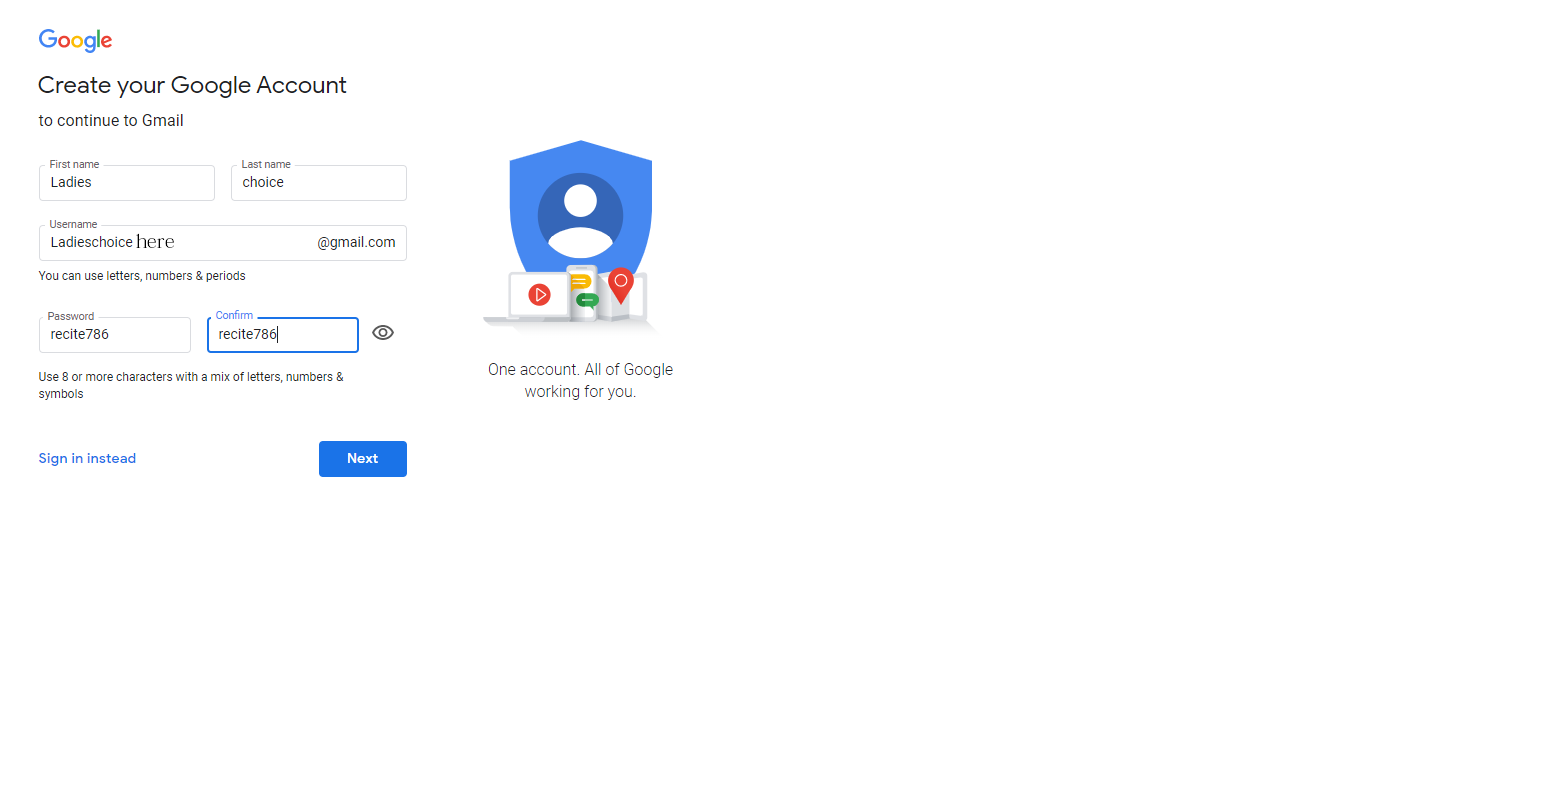 Google
Create your Google Account
to continue to Gmail
First name Last name
Ladies choice
Username
Ladieschoice here @gmail.com
You can use letters, numbers & periods
Password Confirm
recite786 recite786
Use 8 or more characters with a mix of letters, numbers &
symbols
Sign in instead Next
One account. All of Google
working for you.